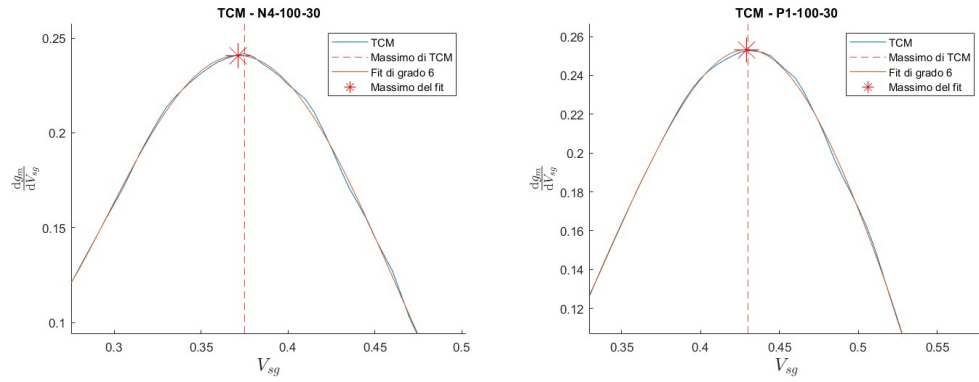 TCM - N4-100-30
0.25
0.2
0.15
0.1
0.3
0.35
0.4
0.45
0.5
dg_m
dV_sg
V_sg
TCM
Massimo di TCM
Fit di grado 6
Massimo del fit
TCM - P1-100-30
0.26
0.24
0.22
0.2
0.18
0.16
0.14
0.12
0.35
0.4
0.45
0.5
0.55
dg_m
dV_sg
V_sg
TCM
Massimo di TCM
Fit di grado 6
Massimo del fit